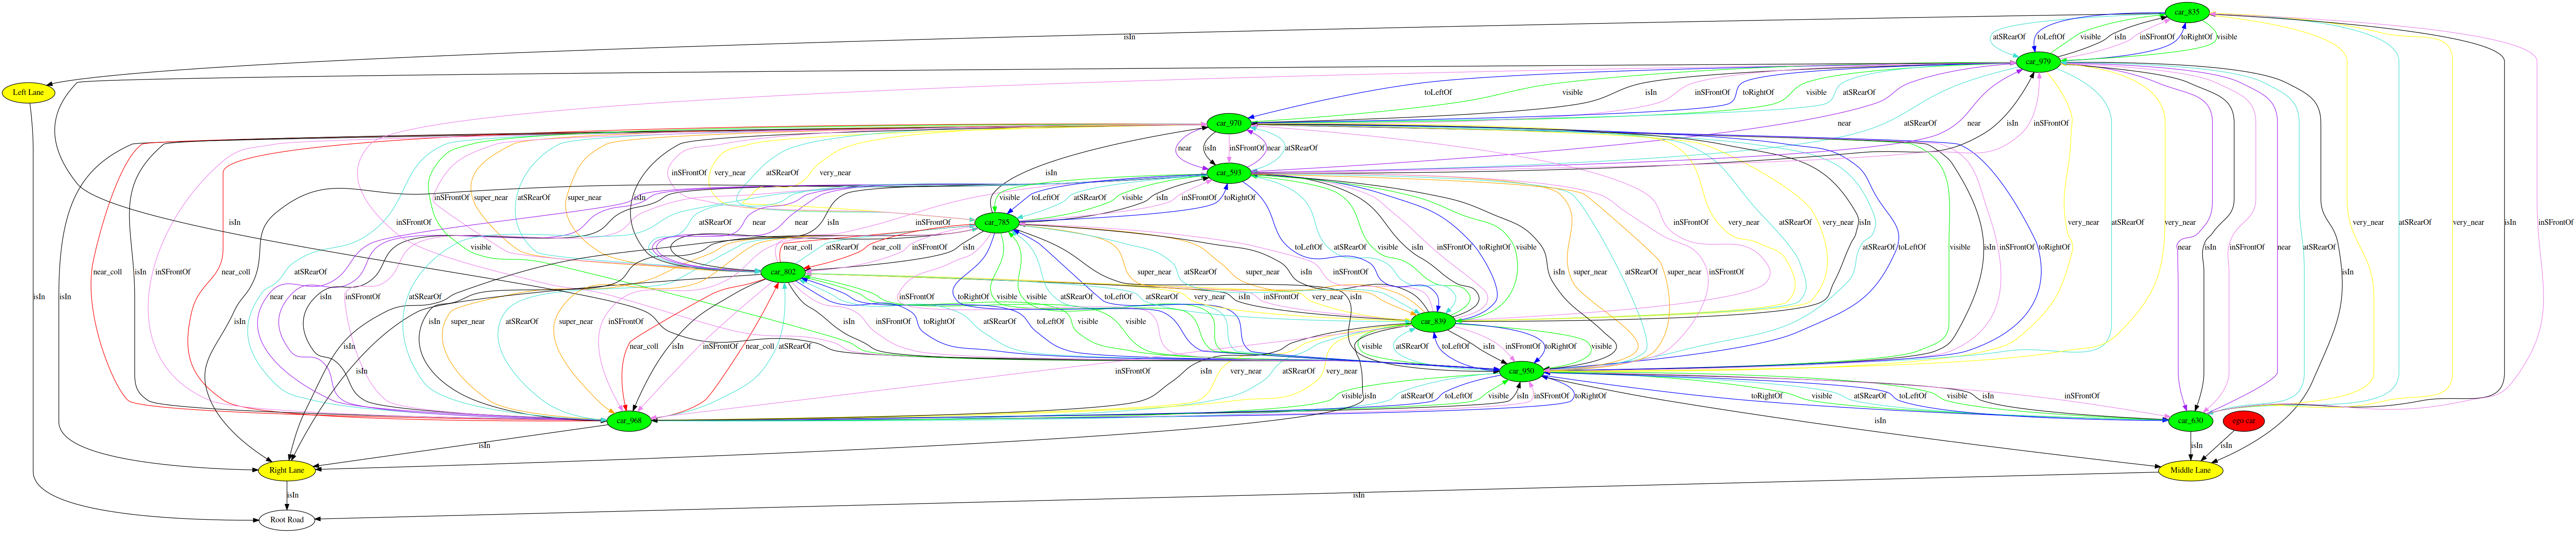 car_835
isIn
atSRearOf toLeftOf visible isIn inSFrontOf toRightOf visible
car_979
Left Lane
toLeftOf visible isIn inSFrontOf toRightOf visible atSRearOf
car_970
near atSRearOf near isIn inSFrontOf
near isIn inSFrontOf near atSRearOf
inSFrontOf very_near atSRearOf isIn very_near
car_593
inSFrontOf super_near atSRearOf isIn visible toLeftOf atSRearOf visible isIn inSFrontOf toRightOf
car_785
isIn inSFrontOf atSRearOf near near isIn inSFrontOf inSFrontOf very_near atSRearOf very_near isIn very_near atSRearOf very_near very_near atSRearOf very_near isIn inSFrontOf
visible near_coll atSRearOf near_coll inSFrontOf isIn toLeftOf atSRearOf visible isIn inSFrontOf toRightOf visible atSRearOf toLeftOf visible isIn inSFrontOf toRightOf near isIn inSFrontOf near atSRearOf isIn
near_coll isIn inSFrontOf near_coll atSRearOf car_802 super_near atSRearOf super_near isIn inSFrontOf isIn super_near atSRearOf super_near inSFrontOf
isIn isIn near near isIn inSFrontOf atSRearOf very_near isIn inSFrontOf very_near inSFrontOf toRightOf visible visible atSRearOf toLeftOf atSRearOf isIn
isIn isIn super_near atSRearOf super_near inSFrontOf isIn inSFrontOf toRightOf atSRearOf toLeftOf visible visible car_839
isIn near_coll isIn inSFrontOf near_coll atSRearOf visible atSRearOf toLeftOf isIn inSFrontOf toRightOf visible
isIn inSFrontOf isIn very_near atSRearOf very_near car_950
visible atSRearOf toLeftOf visible isIn inSFrontOf toRightOf isIn toRightOf visible atSRearOf toLeftOf visible isIn inSFrontOf
car_968 isIn car_630 ego car
isIn isIn isIn
Right Lane Middle Lane
isIn isIn
Root Road